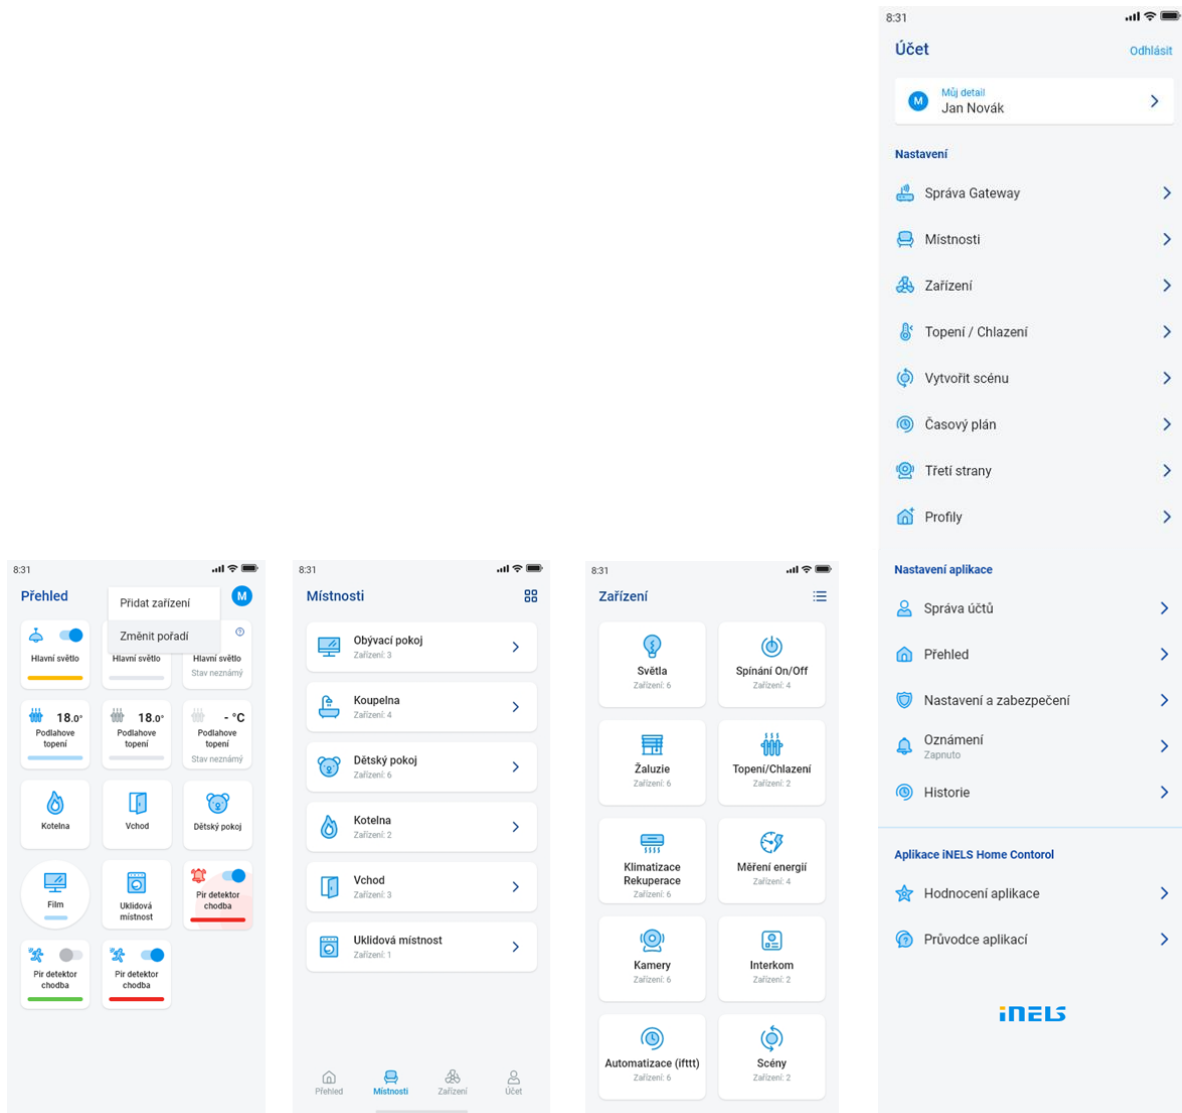 8:31
Přehled
M
Přidat zařízení
Změnit pořadí
Hlavní světlo
Hlavní světlo
Hlavní světlo
Stav neznámý
18.0°
Podlahove
topení
18.0°
Podlahove
topení
- °C
Podlahove
topení
Stav neznámý
Kotelna
Vchod
Dětský pokoj
Film
Uklidová
místnost
Pir detektor
chodba
Pir detektor
chodba
Pir detektor
chodba
8:31
Místnosti
Obývací pokoj
Zařízení: 3
Koupelna
Zařízení: 4
Dětský pokoj
Zařízení: 6
Kotelna
Zařízení: 2
Vchod
Zařízení: 3
Uklidová místnost
Zařízení: 1
Přehled
Místnosti
Zařízení
Účet
8:31
Zařízení
Světla
Zařízení: 6
Spínání On/Off
Zařízení: 4
Žaluzie
Zařízení: 6
Topení/Chlazení
Zařízení: 2
Klimatizace
Rekuperace
Zařízení: 6
Měření energií
Zařízení: 4
Kamery
Zařízení: 6
Interkom
Zařízení: 2
Automatizace (ifttt)
Zařízení: 6
Scény
Zařízení: 2
8:31
Účet
Odhlásit
M
Můj detail
Jan Novák
Nastavení
Správa Gateway
Místnosti
Zařízení
Topení / Chlazení
Vytvořit scénu
Časový plán
Třetí strany
Profily
Nastavení aplikace
Správa účtů
Přehled
Nastavení a zabezpečení
Oznámení
Zapnuto
Historie
Aplikace iNELS Home Contorol
Hodnocení aplikace
Průvodce aplikací
iNELS